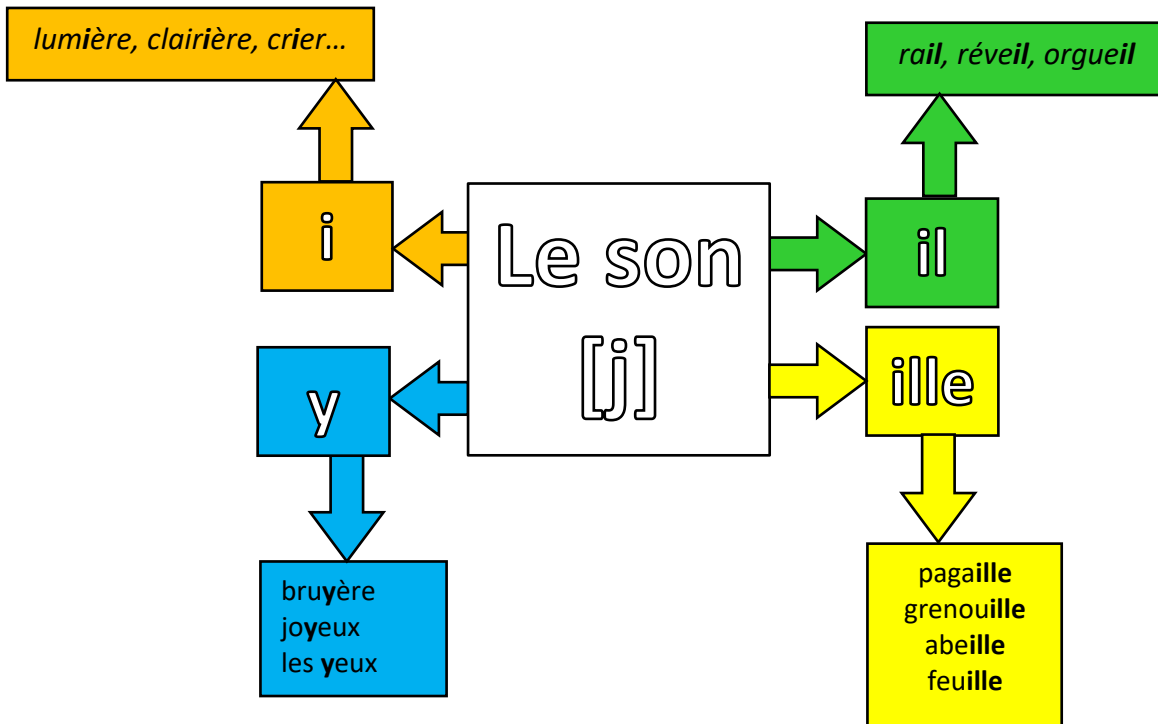 lumière, clairière, crier…
rail, réveil, orgueil
i
Le son
[j]
il
y
ille
bruyère
joyeux
les yeux
pagaille
grenouille
abeille
feuille